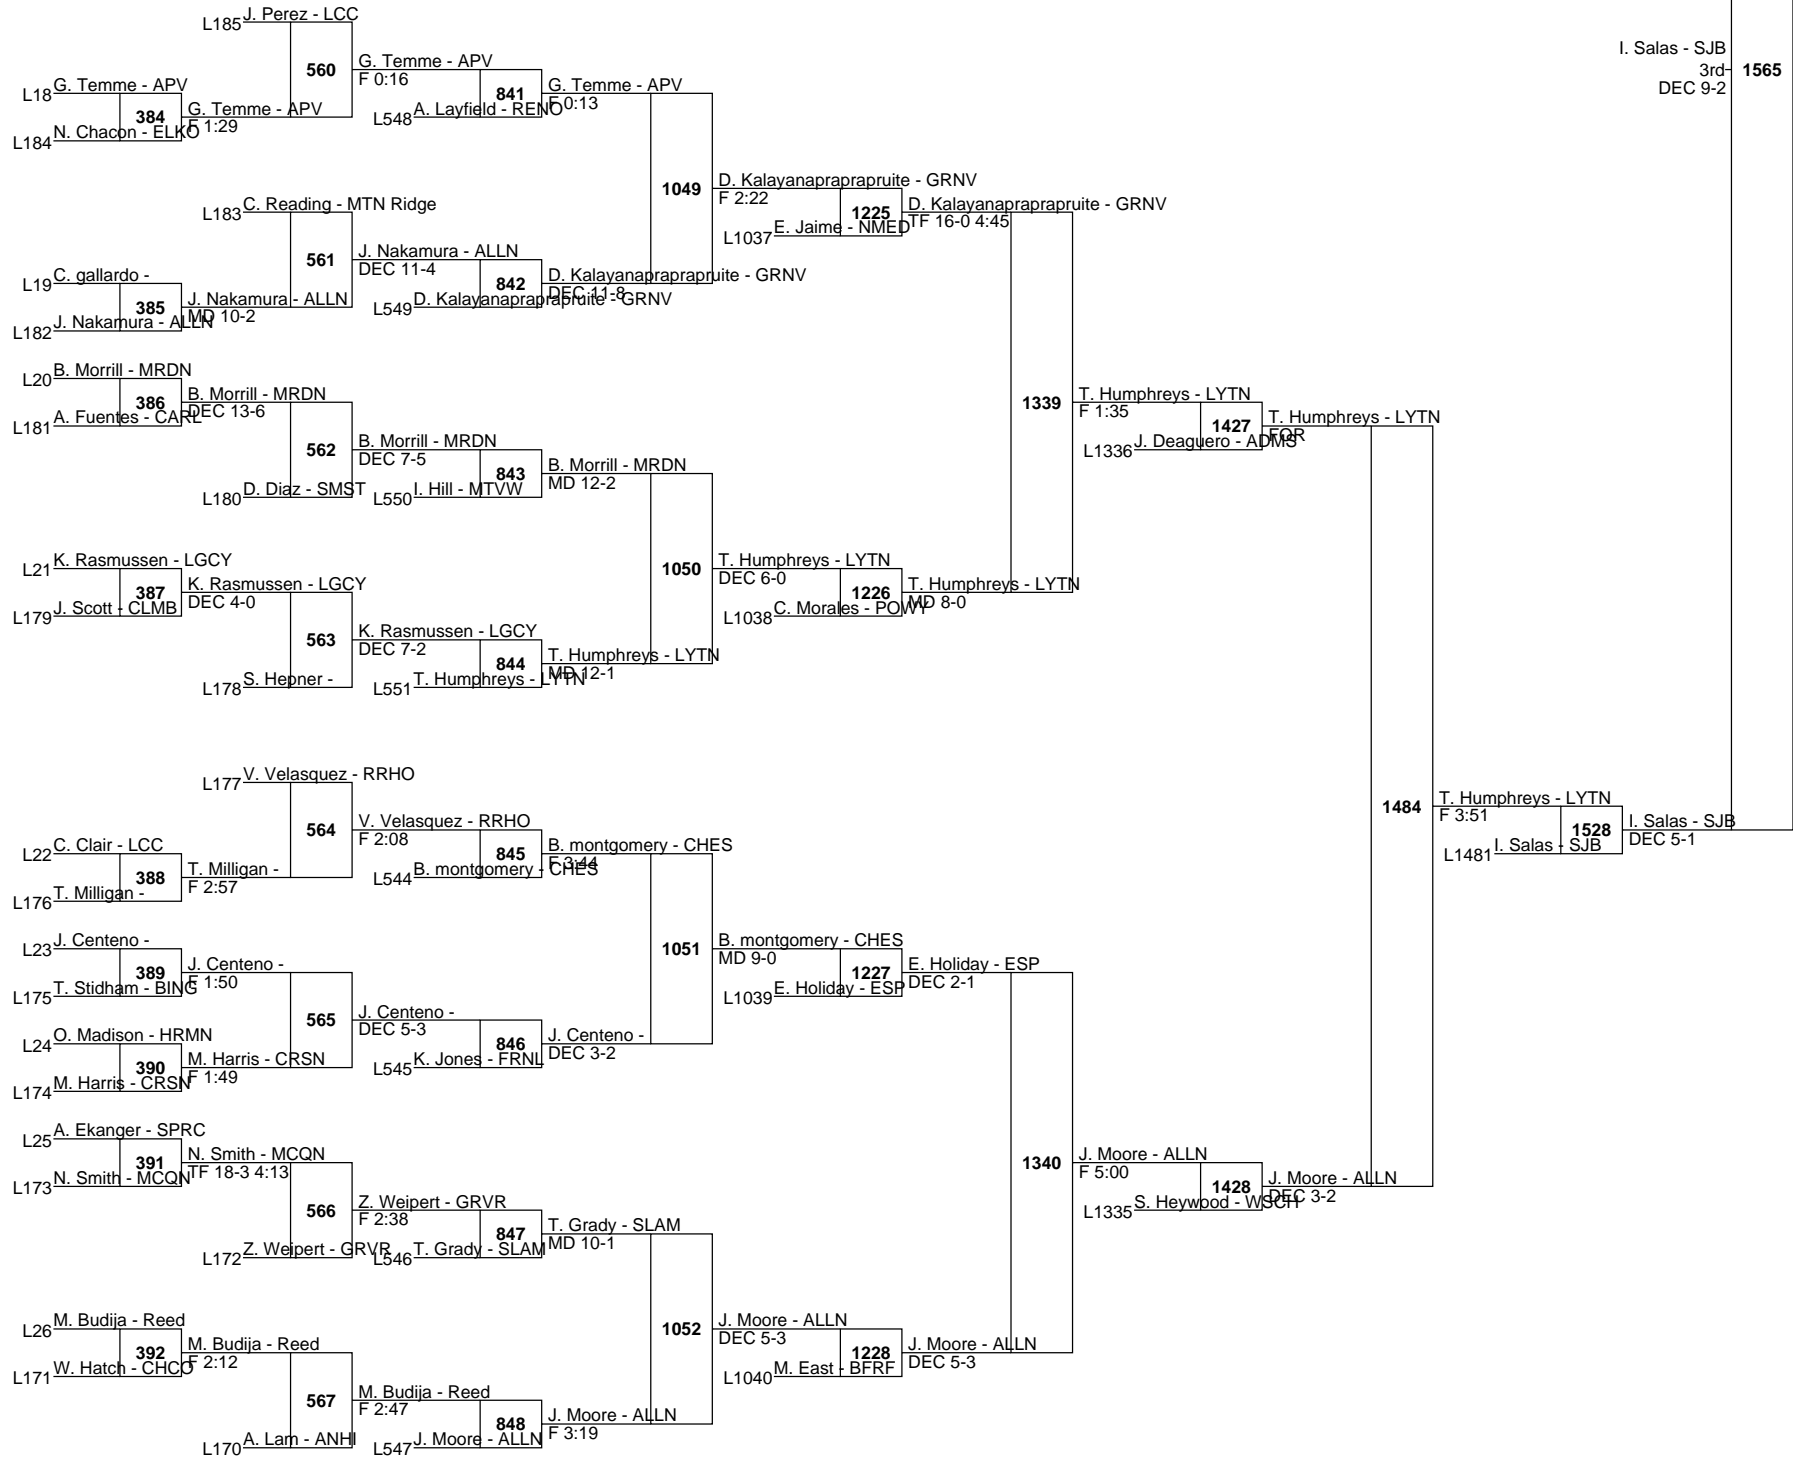 L185 J. Perez - LCC
560
G. Temme - APV
F 0:16
L18 G. Temme - APV
384
G. Temme - APV
F 1:29
L184 N. Chacon - ELKO
841
L548 A. Layfield - RENO
G. Temme - APV
F 0:13
I. Salas - SJB
3rd
DEC 9-2
1565
1049
D. Kalayanapraprapruite - GRNV
F 2:22
1225
L1037 E. Jaime - NMED
D. Kalayanapraprapruite - GRNV
TF 16-0 4:45
L183 C. Reading - MTN Ridge
561
J. Nakamura - ALLN
DEC 11-4
842
L549 D. Kalayanapraprapruite - GRNV
D. Kalayanapraprapruite - GRNV
DEC 11-8
L19 C. gallardo -
385
J. Nakamura - ALLN
MD 10-2
L182 J. Nakamura - ALLN
L20 B. Morrill - MRDN
386
B. Morrill - MRDN
DEC 13-6
L181 A. Fuentes - CARL
562
B. Morrill - MRDN
DEC 7-5
L180 D. Diaz - SMST
843
L550 I. Hill - MTVW
B. Morrill - MRDN
MD 12-2
1339
T. Humphreys - LYTN
F 1:35
1427
L1336 J. Deaguero - ADMS
T. Humphreys - LYTN
FOR
L21 K. Rasmussen - LGCY
387
K. Rasmussen - LGCY
DEC 4-0
L179 J. Scott - CLMB
1050
T. Humphreys - LYTN
DEC 6-0
1226
L1038 C. Morales - POWY
T. Humphreys - LYTN
MD 8-0
563
K. Rasmussen - LGCY
DEC 7-2
L178 S. Hepner -
844
L551 T. Humphreys - LYTN
T. Humphreys - LYTN
MD 12-1
L177 V. Velasquez - RRHO
564
V. Velasquez - RRHO
F 2:08
L22 C. Clair - LCC
388
T. Milligan -
F 2:57
L176 T. Milligan -
845
L544 B. montgomery - CHES
B. montgomery - CHES
F 3:44
1484
T. Humphreys - LYTN
F 3:51
1528
L1481 I. Salas - SJB
I. Salas - SJB
DEC 5-1
L23 J. Centeno -
389
J. Centeno -
F 1:50
L175 T. Stidham - BING
1051
B. montgomery - CHES
MD 9-0
1227
L1039 E. Holiday - ESP
E. Holiday - ESP
DEC 2-1
565
J. Centeno -
DEC 5-3
846
L545 K. Jones - FRNL
J. Centeno -
DEC 3-2
L24 O. Madison - HRMN
390
M. Harris - CRSN
F 1:49
L174 M. Harris - CRSN
L25 A. Ekanger - SPRC
391
N. Smith - MCQN
TF 18-3 4:13
L173 N. Smith - MCQN
1340
J. Moore - ALLN
F 5:00
1428
L1335 S. Heywood - WSCH
J. Moore - ALLN
DEC 3-2
566
Z. Weipert - GRVR
F 2:38
L172 Z. Weipert - GRVR
847
L546 T. Grady - SLAM
T. Grady - SLAM
MD 10-1
L26 M. Budija - Reed
392
M. Budija - Reed
F 2:12
L171 W. Hatch - CHCO
1052
J. Moore - ALLN
DEC 5-3
1228
L1040 M. East - BFRF
J. Moore - ALLN
DEC 5-3
567
M. Budija - Reed
F 2:47
L170 A. Lam - ANHI
848
L547 J. Moore - ALLN
J. Moore - ALLN
F 3:19